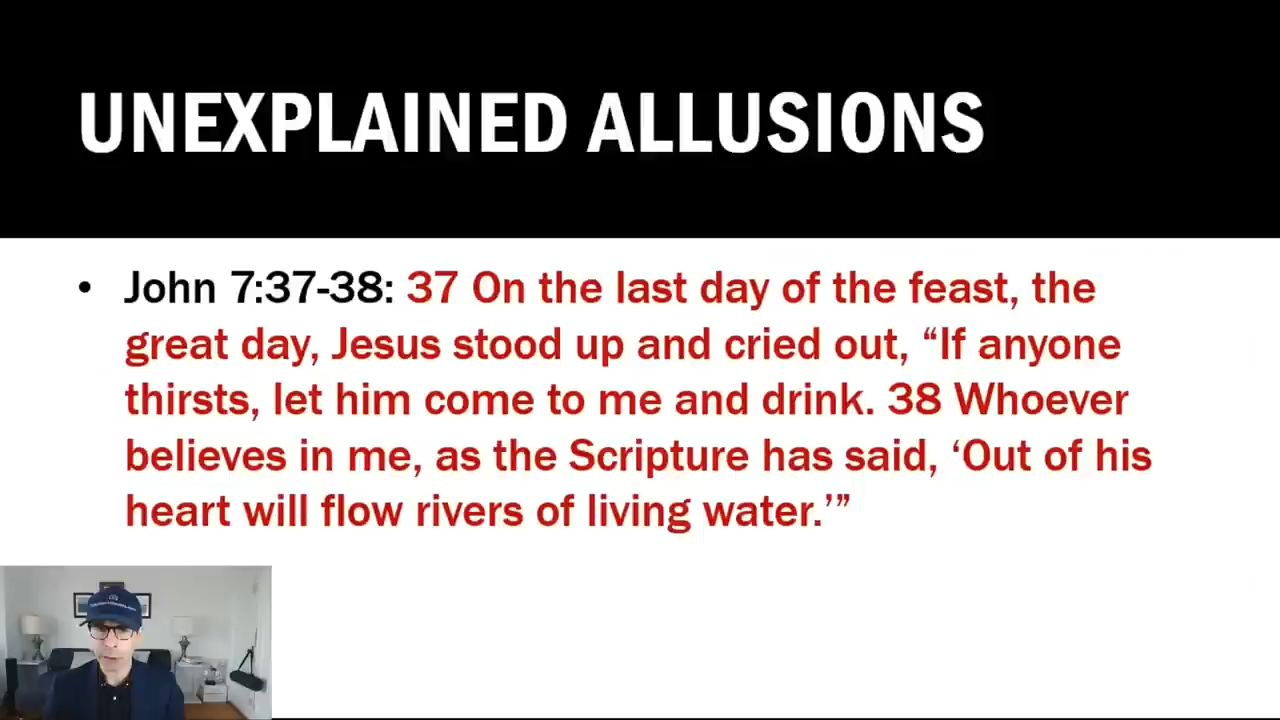 UNEXPLAINED ALLUSIONS
• John 7:37-38: 37 On the last day of the feast, the
great day, Jesus stood up and cried out, “If anyone
thirsts, let him come to me and drink. 38 Whoever
believes in me, as the Scripture has said, ‘Out of his
heart will flow rivers of living water.’”